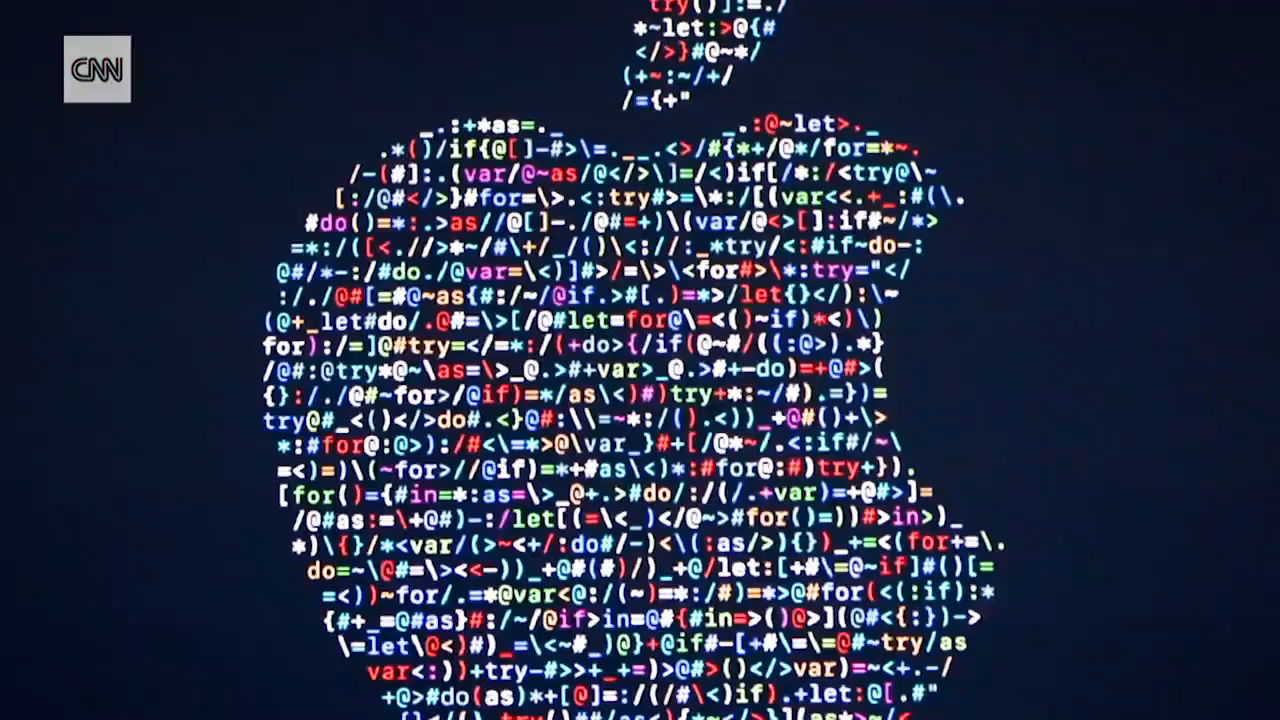 try()]:=./
*~let:>@{#
CNN
</>}#@~*/
(+~:~/+/
/={+"
_.:+*as=._ _.:@~let>._
.*()/if{@[]-#>\=._._.<>/#{*+/@*/for=*~.
/-(#]:.(var/@~as/@</>\]=/<)if[/*:/<try@\~
[:/@#</>}#for=\>.<:try#>=\*:/[(var<<.+_:#(\.
#do()=*:.>as//@[]-./@#=+)\(var/@<>[]:if#~/*>
=*:/([<.//>*~/#\+/_/()\<://:_*try/<:#if~do-:
@#/*-:/#do./@var=\<)]#>/=\>\<for#>\*:try="</
:/./@#[=#@~as{#:/~/@if.>#[.)=*>/let{}</):\~
(@+_let#do/.@#=\>[/@#let=for@\=<()~if)*<)\)
for):/=]@#try=</=*:/(+do>{/if(@~#/((:@>).*}
/@#:@try*@~\as=\>_@.>#+var>_@.>#+-do)=+@#>(
{}:/./@#~for>/@if)=*/as\<)#)try+*:~/#).=})=
try@#_<()</>do#.<}@#:\\=~*:/().<))_+@#()+\>
*:#for@:@>):/#<\=*>@\var_}#+[/@*~/.<:if#/~\
=<)=)\(~for>//@if)=*+#as\<)*:#for@:#)try+}).
[for()={#in=*:as=\>_@+.>#do/:/(/.+var)=+@#>]=
/@#as:=\+@#)-:/let[(=\<_)</@~>#for()=))#>in>)_
*)\{}/*<var/(>~<+/:do#/-)<\(:as/>){})_+=<(for+=\.
do=~\@#=\><<-))_+@#(#)/)_+@/let:[+#\=@~if]#()[=
=<))~for/.=*@var<@:/(~)=*:/#)=*>@#for(<(:if):*
{#+_=@#as}#:/~/@if>in=@#{#in=>()@>](@#<{:})->
\=let\@<)#)_=\<~#_)@}+@if#-[+#\=\=@#~try/as
var<:))+try-#>>+_+=)>@#>()</>var)=~<+.-/
+@>#do(as)*+[@]=:/(/#\<)if).+let:@[.#"